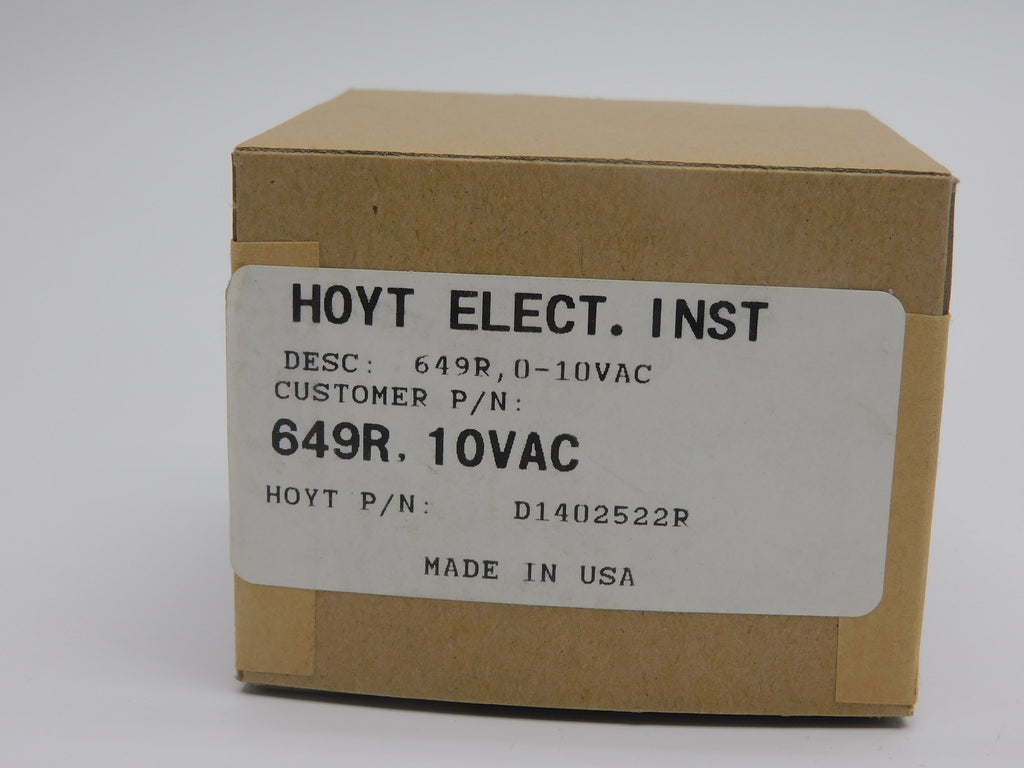 HOYT ELECT. INST
DESC: 649R,0-10VAC
CUSTOMER P/N:
649R, 10VAC
HOYT P/N: D1402522R
MADE IN USA